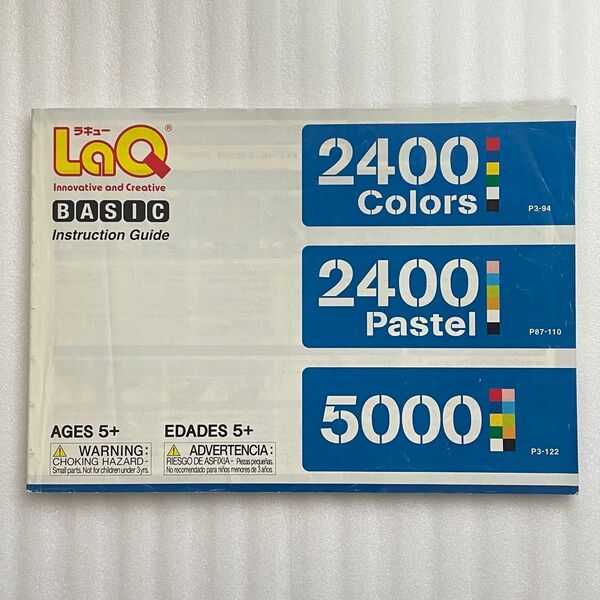 ラキュー
LaQ®
Innovative and Creative
BASIC
Instruction Guide
2400
Colors
P3-94
2400
Pastel
P87-110
5000
P3-122
AGES 5+
WARNING:
CHOKING HAZARD-
Small parts. Not for children under 3 yrs.
EDADES 5+
ADVERTENCIA:
RIESGO DE ASFIXIA - Piezas pequeñas.
No recomendado para niños menores de 3 años.